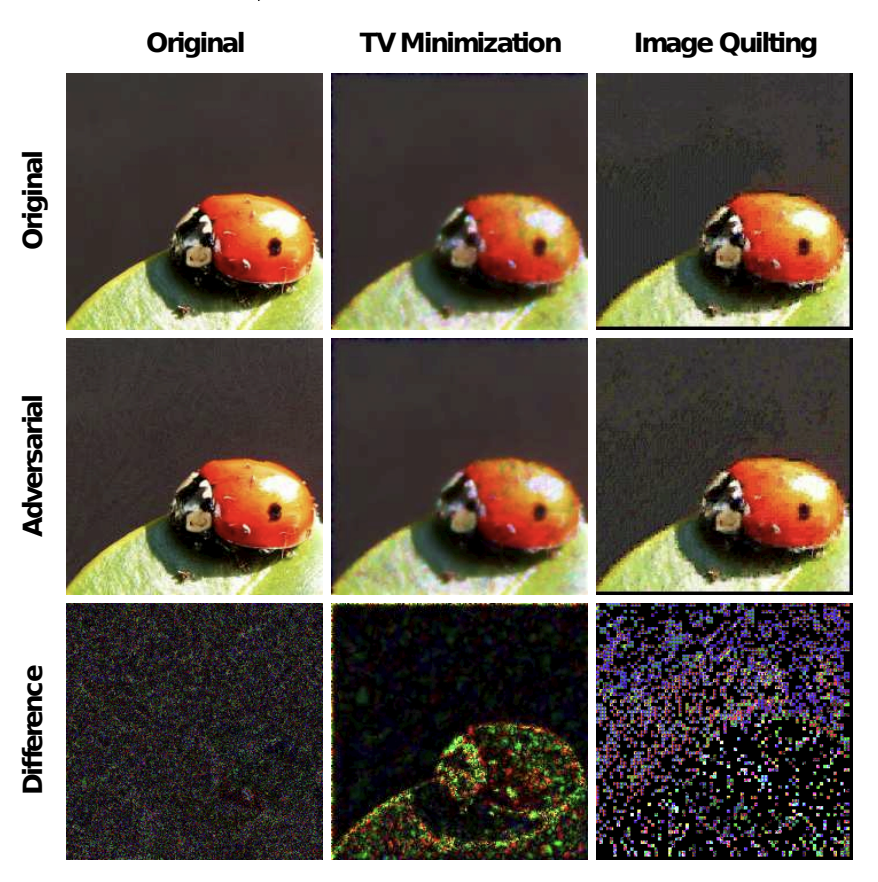 Original TV Minimization Image Quilting
Original
Adversarial
Difference